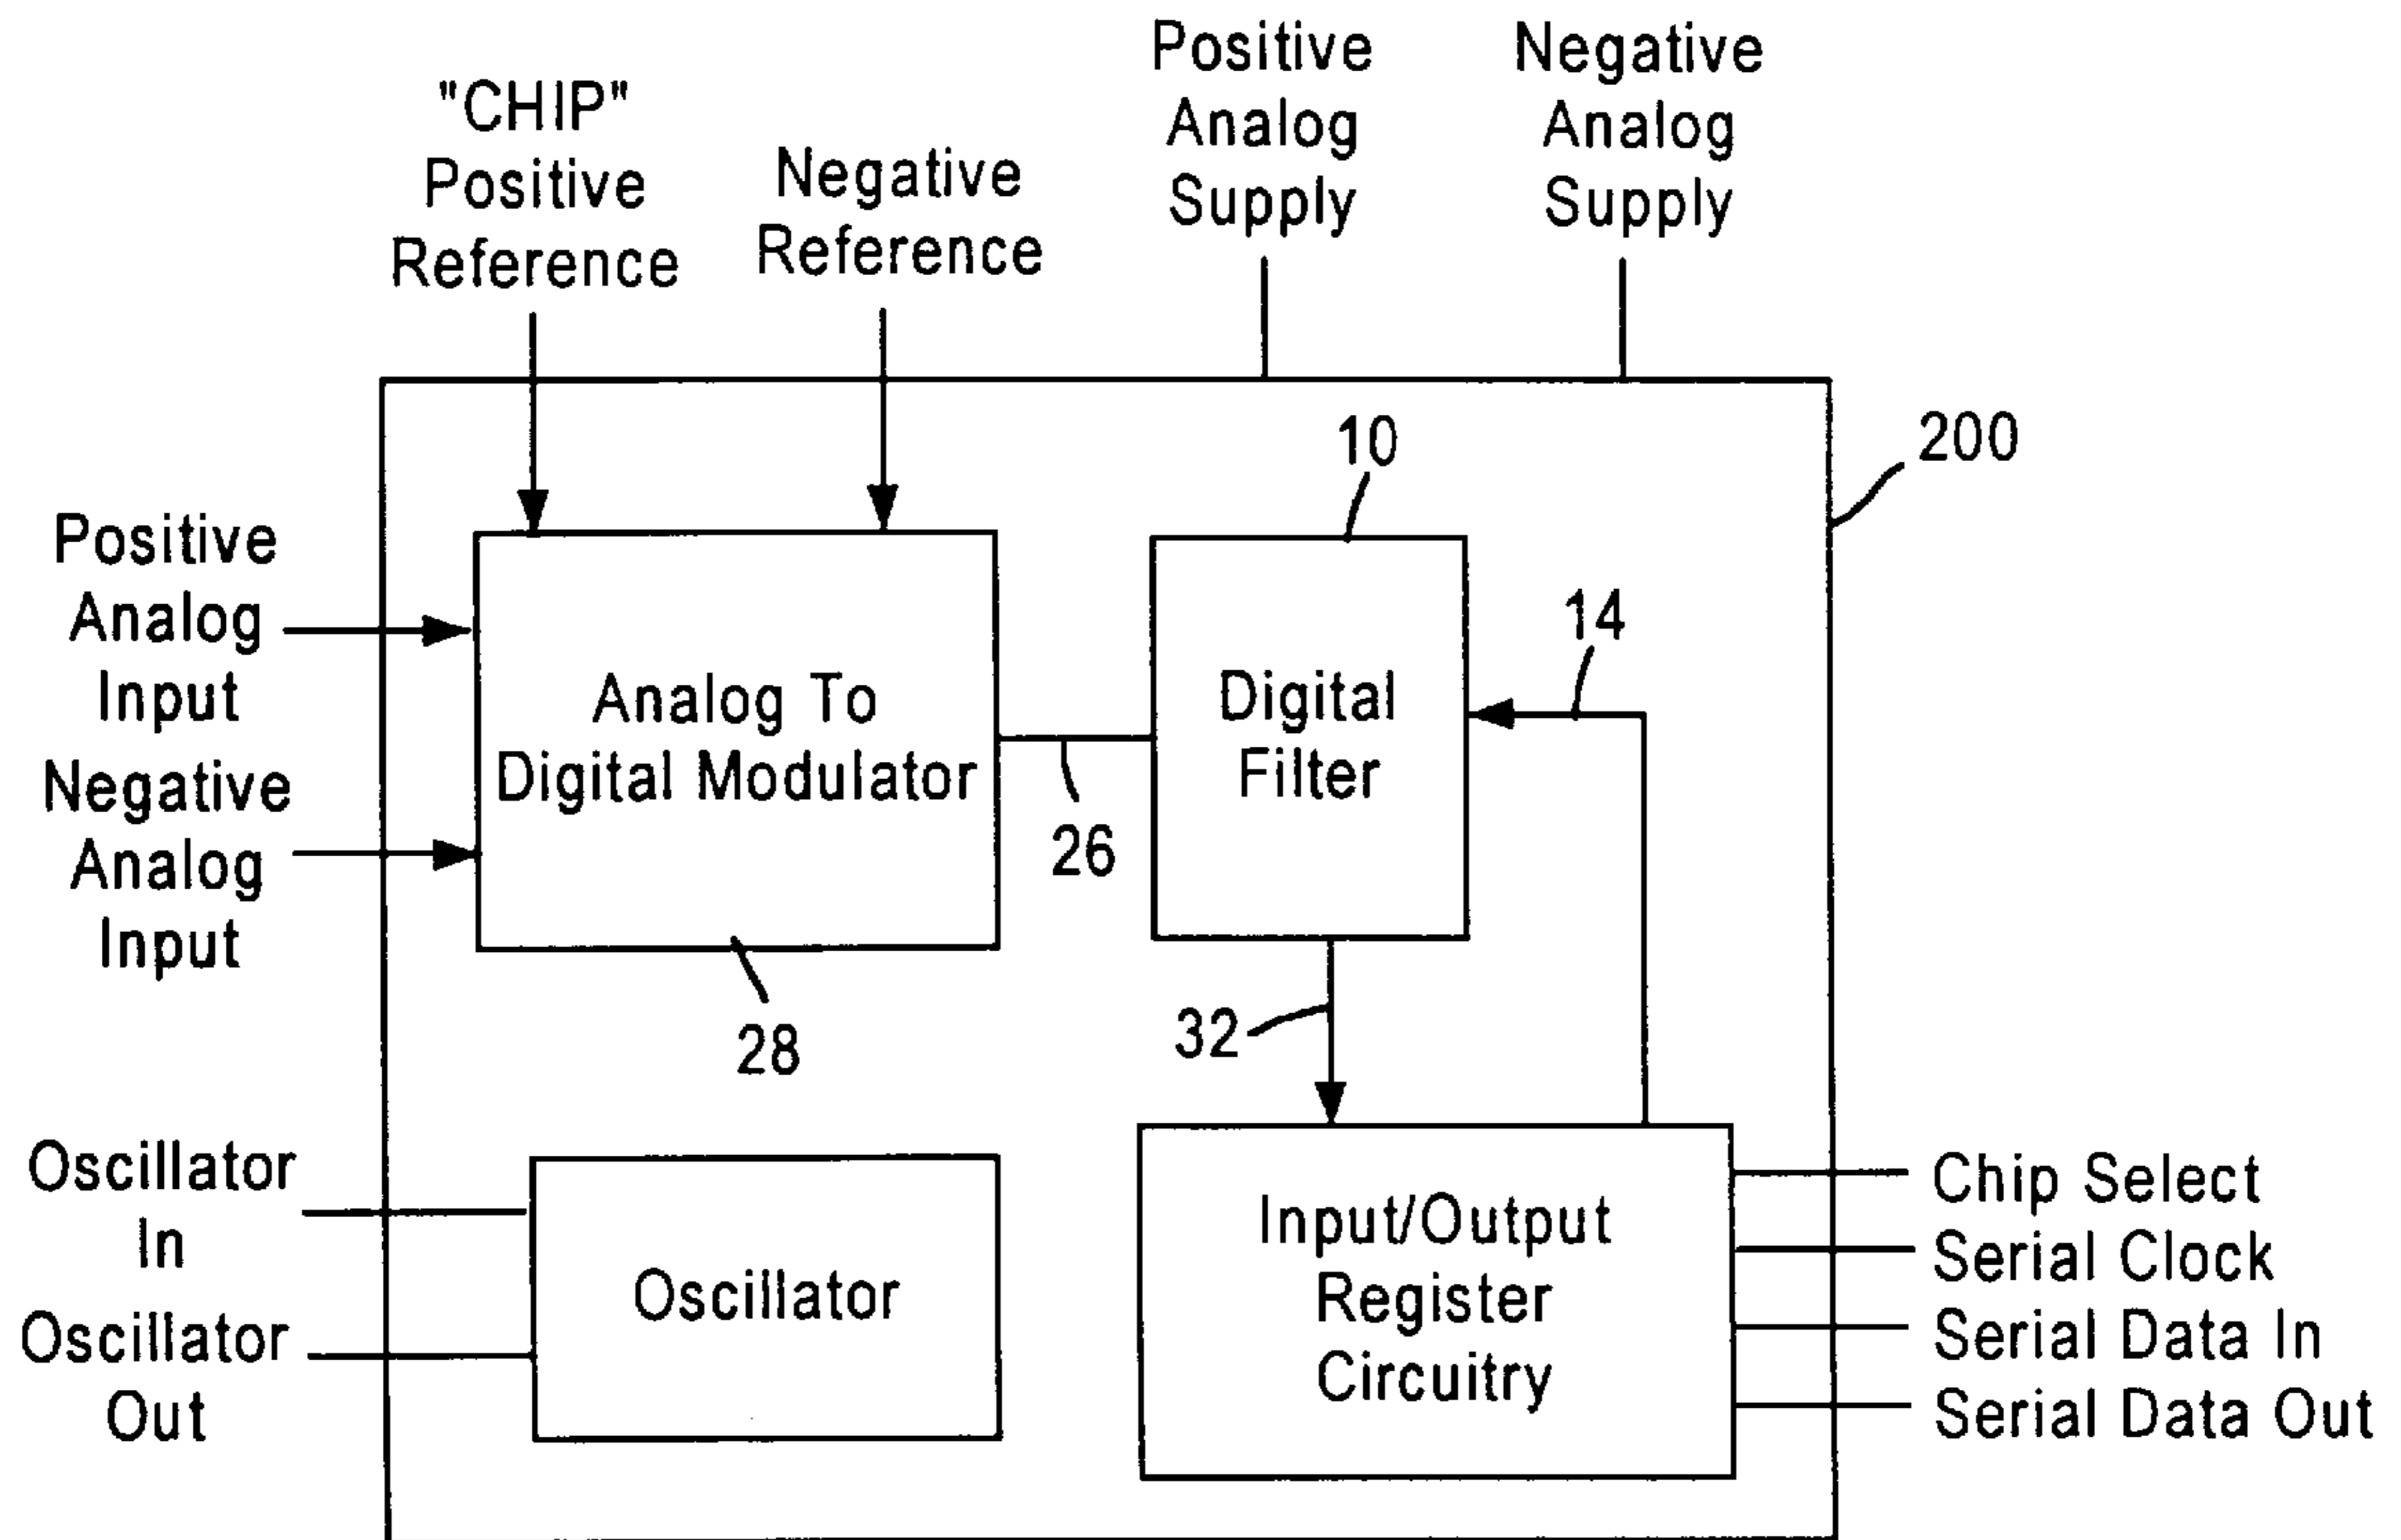 "CHIP"
Positive
Reference
Negative
Reference
Positive
Analog
Supply
Negative
Analog
Supply
200
10
14
Positive
Analog
Input
Negative
Analog
Input
Analog To
Digital Modulator
28
26
Digital
Filter
32
Oscillator
In
Oscillator
Out
Oscillator
Input/Output
Register
Circuitry
Chip Select
Serial Clock
Serial Data In
Serial Data Out